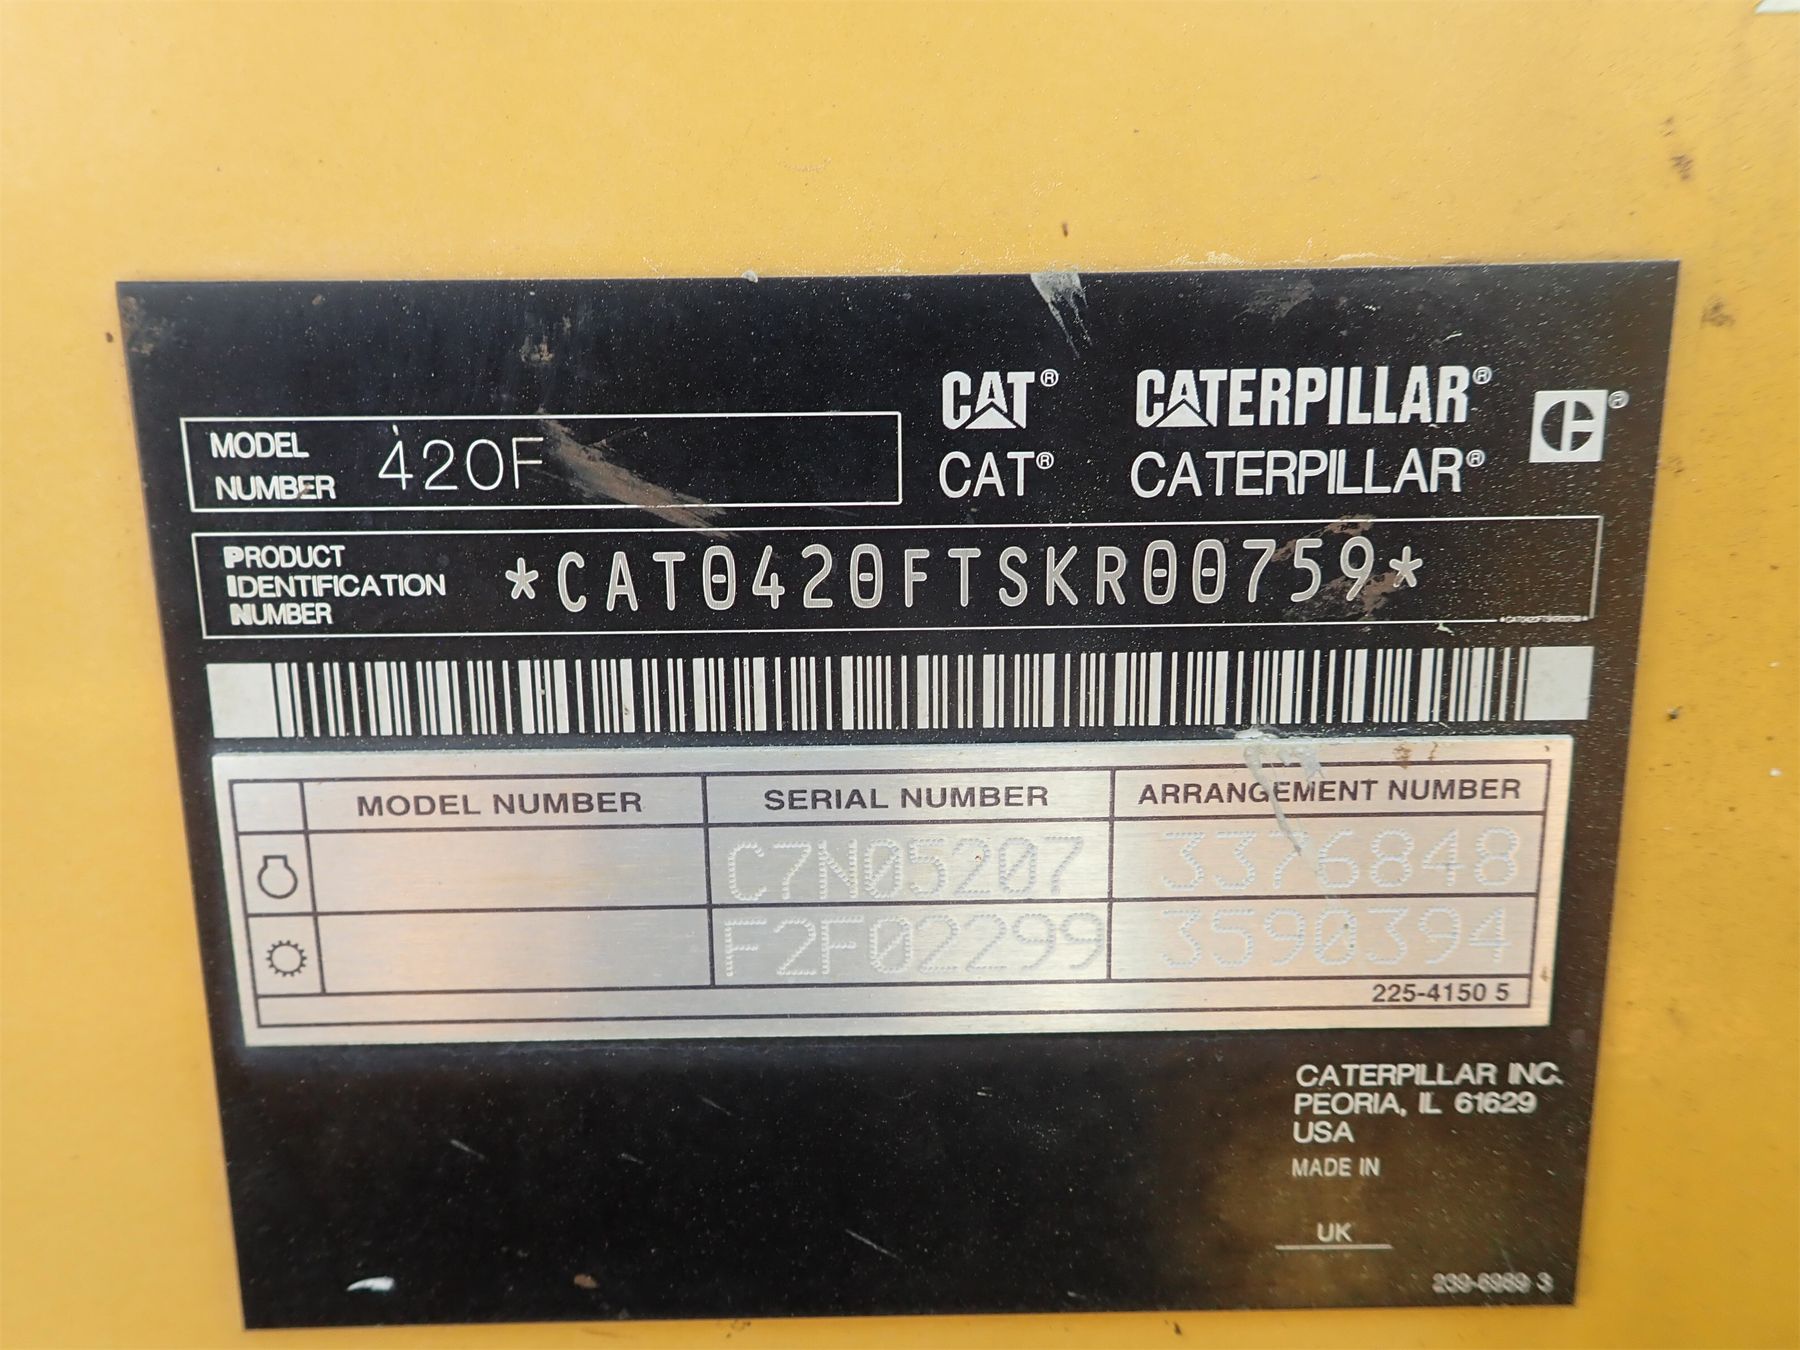 CAT® CATERPILLAR®
CAT® CATERPILLAR®
MODEL
NUMBER
420F
PRODUCT
IDENTIFICATION
NUMBER
*CAT0420FTSKR00759*
MODEL NUMBER SERIAL NUMBER ARRANGEMENT NUMBER
C7N05207 3376848
F2F02299 3590394
225-4150 5
CATERPILLAR INC.
PEORIA, IL 61629
USA
MADE IN
UK
239-6969 3